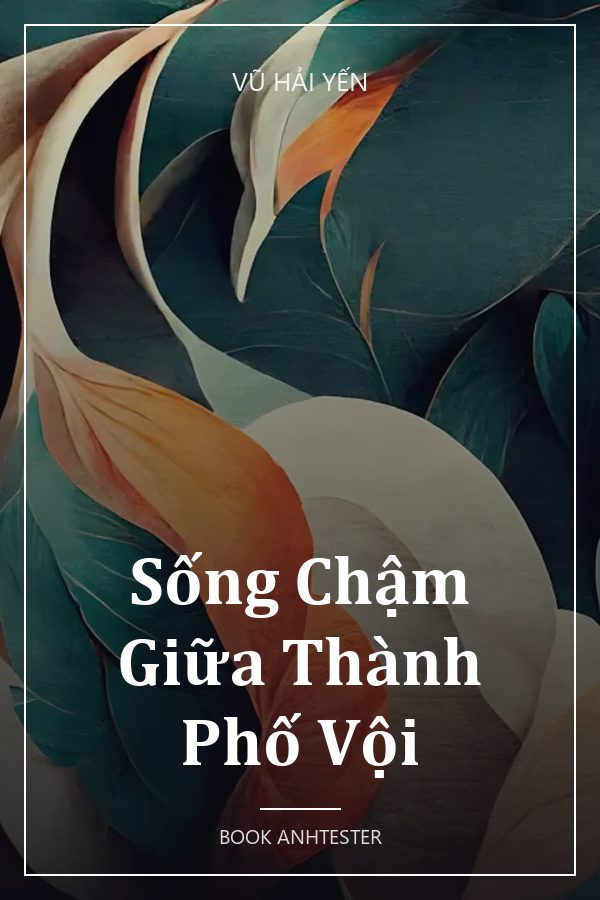 VŨ HẢI YẾN
Sống Chậm
Giữa Thành
Phố Vội
BOOK ANHTESTER